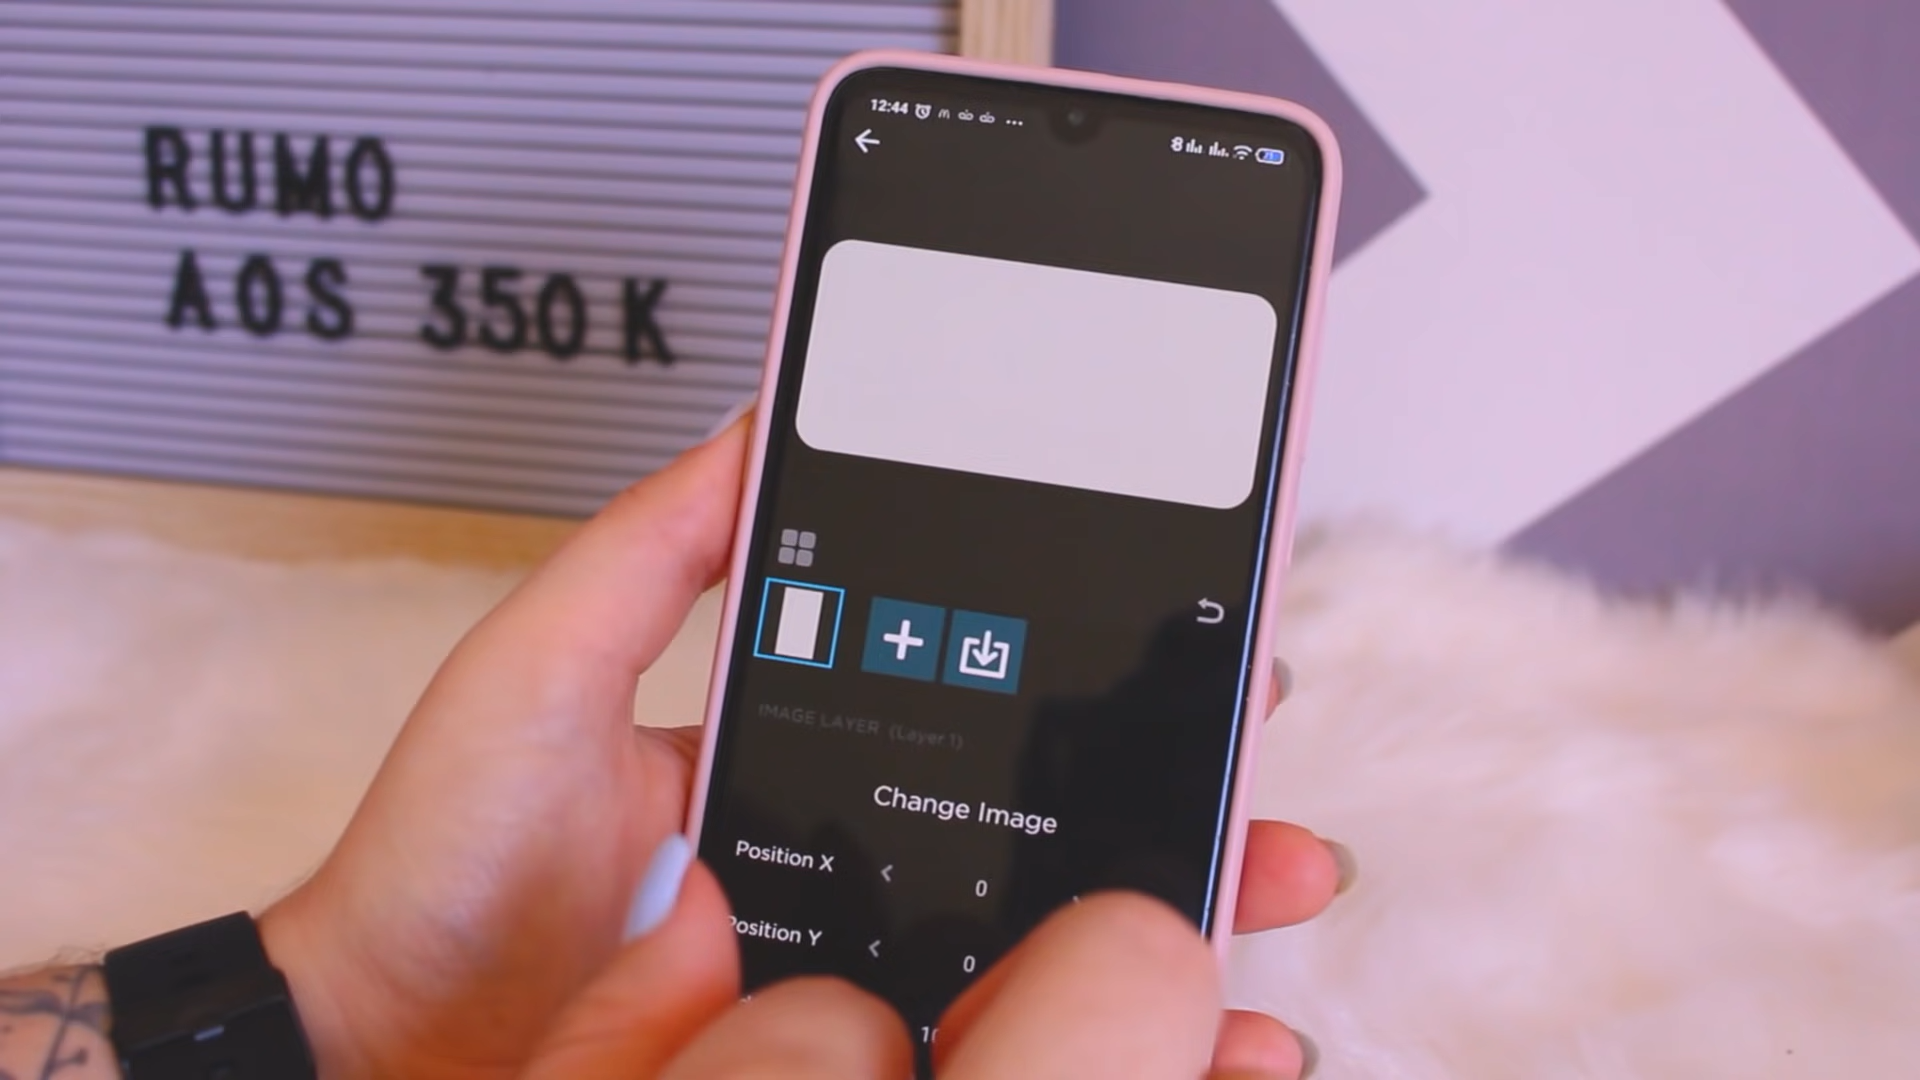 RUMO
AOS 350 K
12:44
IMAGE LAYER (Layer 1)
Change Image
Position X < 0
Position Y < 0